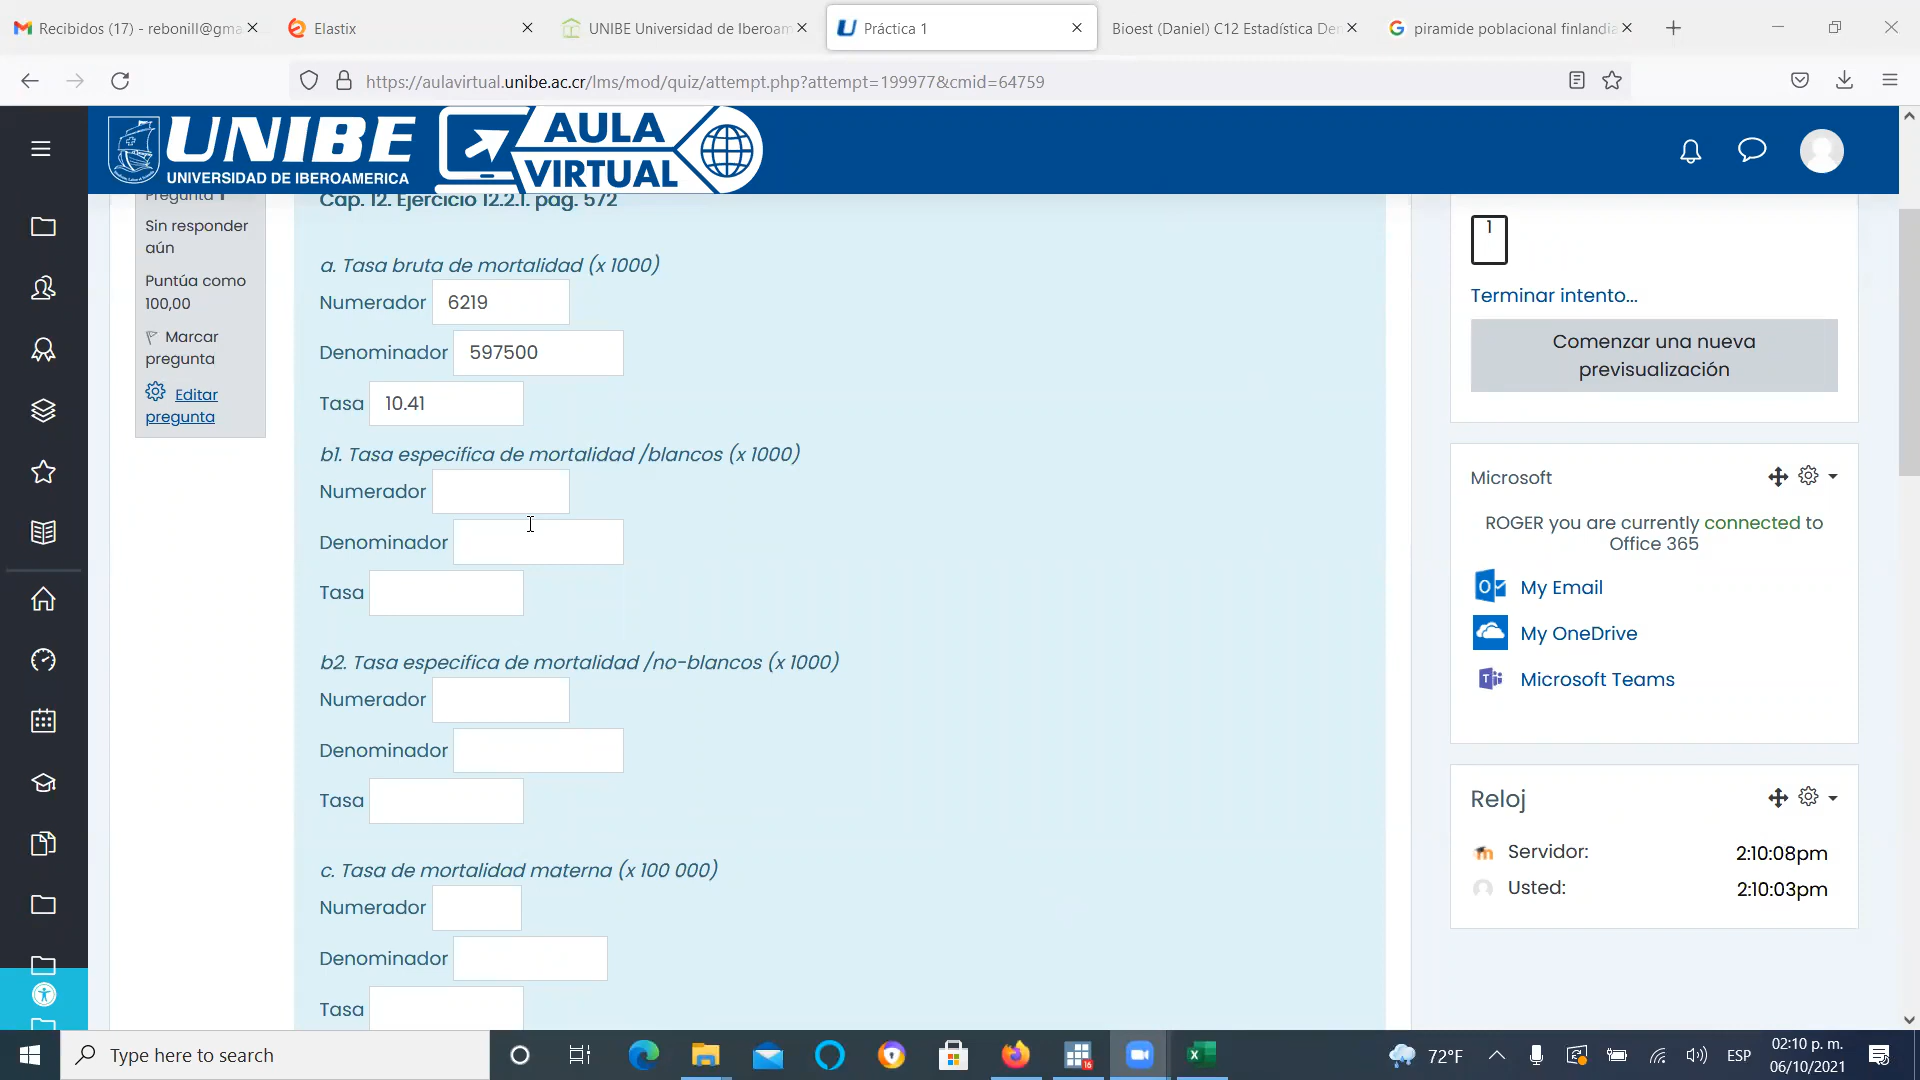 Recibidos (17) - rebonill@gma
Elastix
UNIBE Universidad de Iberoam
Práctica 1
Bioest (Daniel) C12 Estadística Den
piramide poblacional finlandia
https://aulavirtual.unibe.ac.cr/lms/mod/quiz/attempt.php?attempt=199977&cmid=64759
UNIBE
UNIVERSIDAD DE IBEROAMERICA
AULA
VIRTUAL
Pregunta 1
Sin responder
aún
Puntúa como
100,00
Marcar
pregunta
Editar
pregunta
Cap. 12. Ejercicio 12.2.1. pág. 572
a. Tasa bruta de mortalidad (x 1000)
Numerador 6219
Denominador 597500
Tasa 10.41
b1. Tasa especifica de mortalidad /blancos (x 1000)
Numerador
Denominador
Tasa
b2. Tasa especifica de mortalidad /no-blancos (x 1000)
Numerador
Denominador
Tasa
c. Tasa de mortalidad materna (x 100 000)
Numerador
Denominador
Tasa
1
Terminar intento...
Comenzar una nueva
previsualización
Microsoft
ROGER you are currently connected to
Office 365
My Email
My OneDrive
Microsoft Teams
Reloj
Servidor: 2:10:08pm
Usted: 2:10:03pm
Type here to search
16
72°F
ESP
02:10 p. m.
06/10/2021